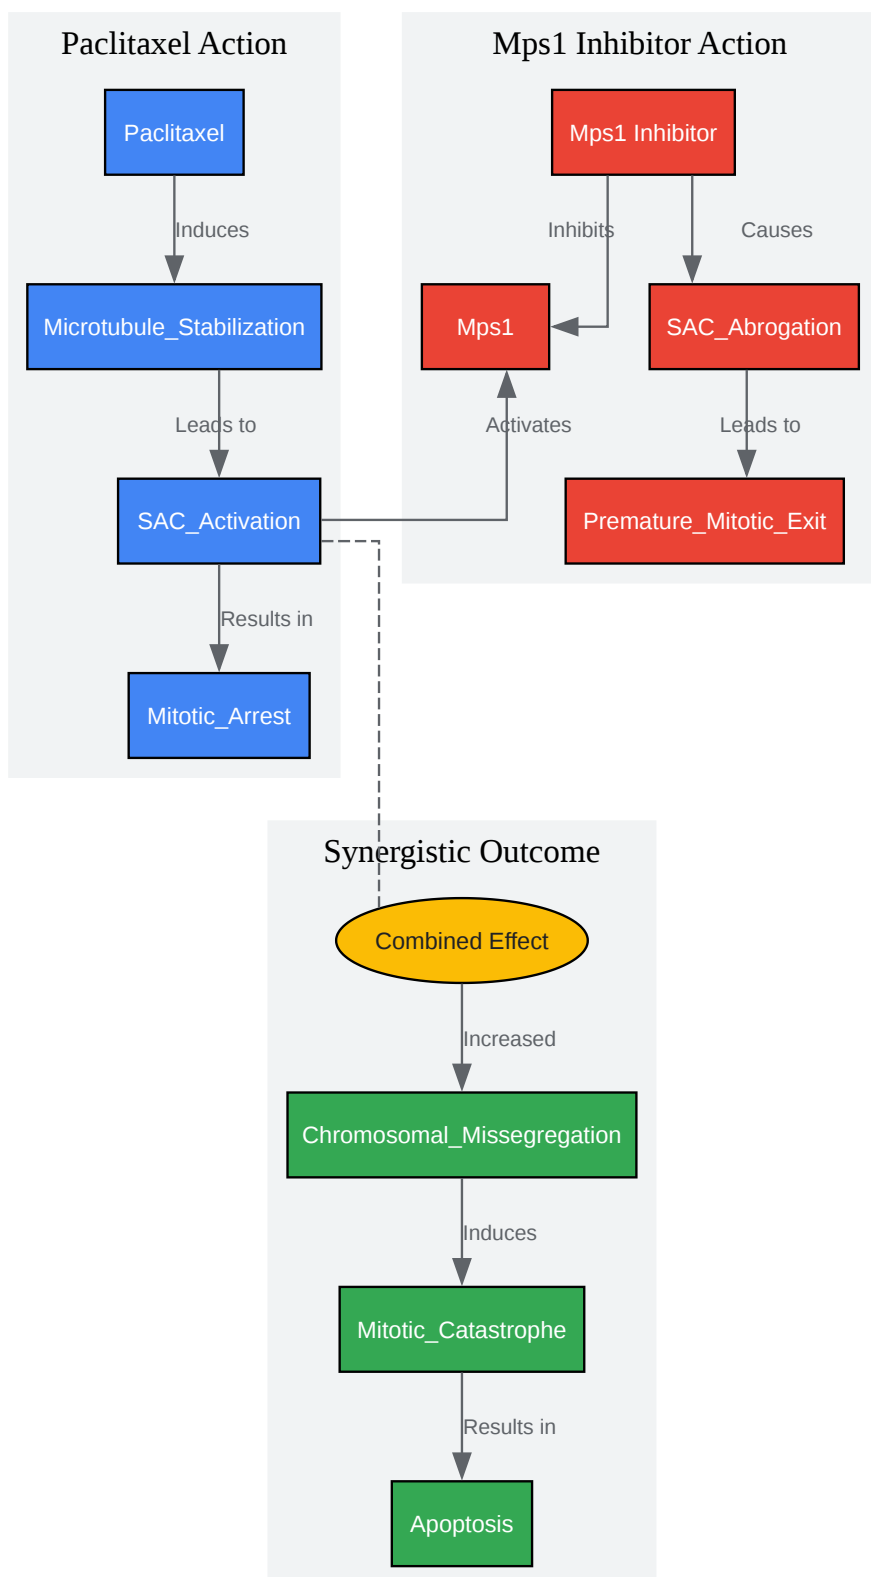 Paclitaxel Action
Paclitaxel
Induces
Microtubule_Stabilization
Leads to
SAC_Activation
Results in
Mitotic_Arrest
Mps1 Inhibitor Action
Mps1 Inhibitor
Inhibits
Causes
Mps1
SAC_Abrogation
Activates
Leads to
Premature_Mitotic_Exit
Synergistic Outcome
Combined Effect
Increased
Chromosomal_Missegregation
Induces
Mitotic_Catastrophe
Results in
Apoptosis